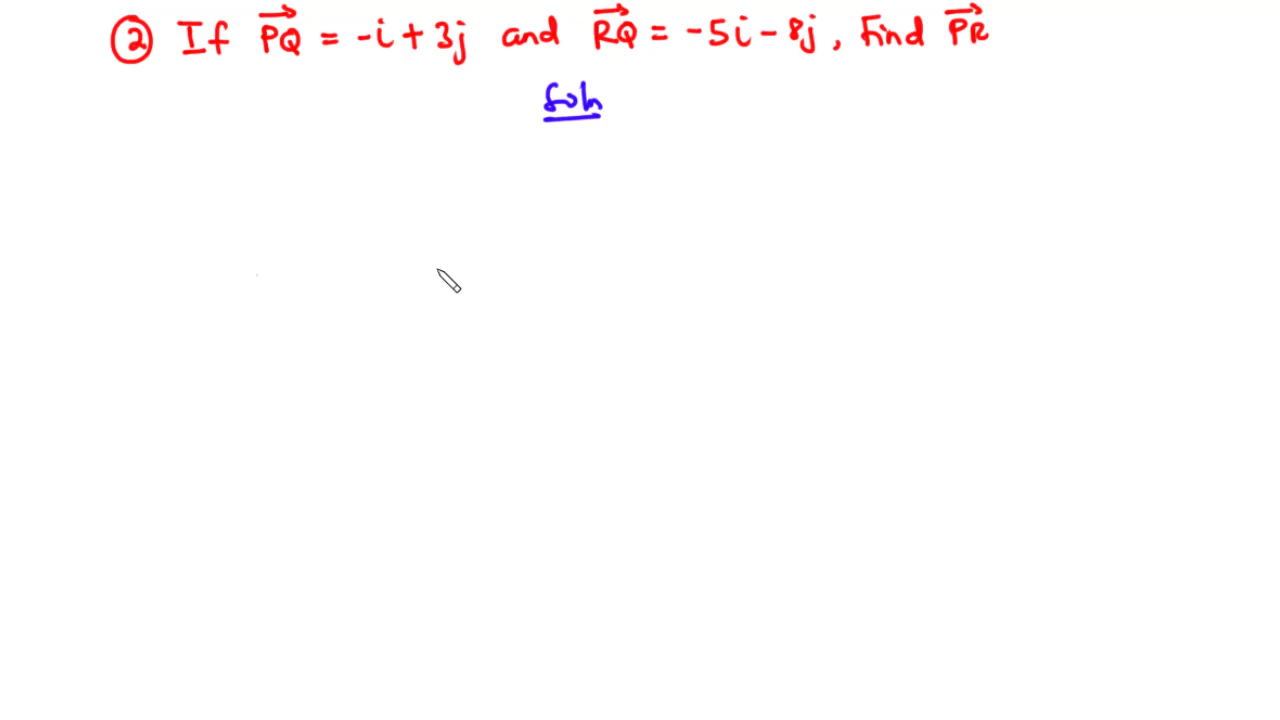 ② If PQ = -i + 3j and RQ = -5i - 8j, Find PR
Soln